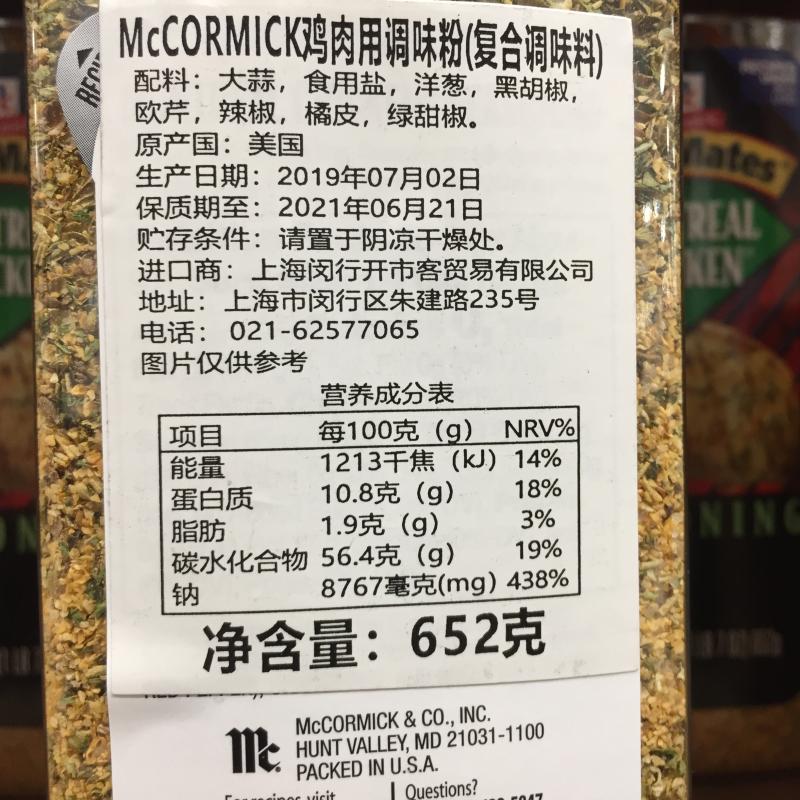 McCORMICK鸡肉用调味粉(复合调味料)
配料：大蒜，食用盐，洋葱，黑胡椒，
欧芹，辣椒，橘皮，绿甜椒。
原产国：美国
生产日期：2019年07月02日
保质期至：2021年06月21日
贮存条件：请置于阴凉干燥处。
进口商：上海闵行开市客贸易有限公司
地址：上海市闵行区朱建路235号
电话： 021-62577065
图片仅供参考
营养成分表
项目 每100克（g） NRV%
能量 1213千焦（kJ） 14%
蛋白质 10.8克（g） 18%
脂肪 1.9克（g） 3%
碳水化合物 56.4克（g） 19%
钠 8767毫克(mg) 438%
净含量：652克
Mc
McCORMICK & CO., INC.
HUNT VALLEY, MD 21031-1100
PACKED IN U.S.A.
For recipes, visit
Questions?
Mates
REAL
KEN
NING